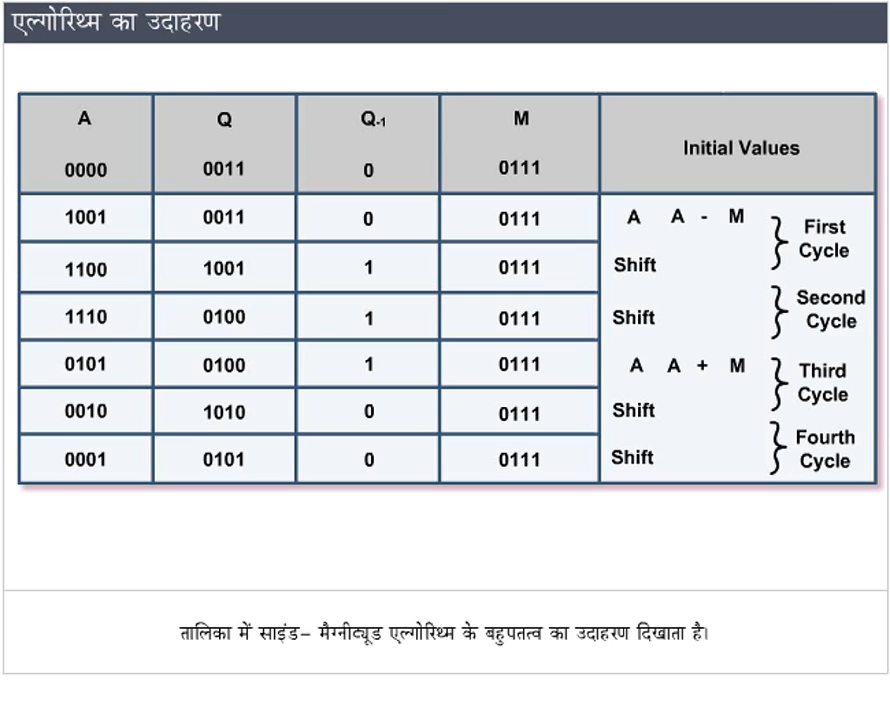 एल्गोरिथ्म का उदाहरण
A Q Q-1 M Initial Values
0000 0011 0 0111
1001 0011 0 0111 A A - M First Cycle
1100 1001 1 0111 Shift
1110 0100 1 0111 Shift Second Cycle
0101 0100 1 0111 A A + M Third Cycle
0010 1010 0 0111 Shift
0001 0101 0 0111 Shift Fourth Cycle
तालिका में साइंड- मैग्नीट्यूड एल्गोरिथ्म के बहुपतत्व का उदाहरण दिखाता है।